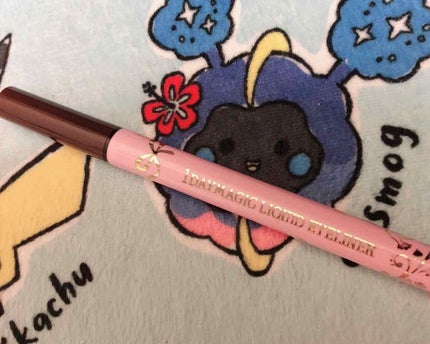 1DAYMAGIC LIQUID EYELINER
smog
kachu